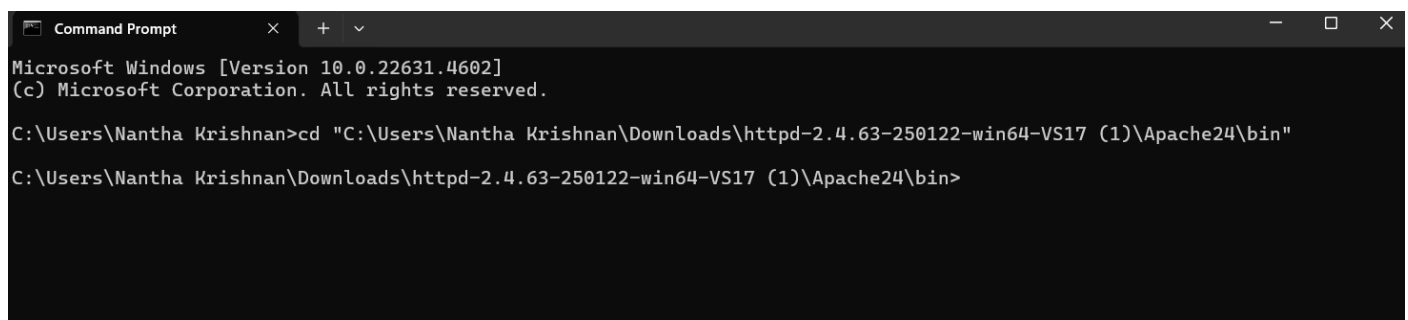 Command Prompt
Microsoft Windows [Version 10.0.22631.4602]
(c) Microsoft Corporation. All rights reserved.
C:\Users\Nantha Krishnan>cd "C:\Users\Nantha Krishnan\Downloads\httpd-2.4.63-250122-win64-VS17 (1)\Apache24\bin"
C:\Users\Nantha Krishnan\Downloads\httpd-2.4.63-250122-win64-VS17 (1)\Apache24\bin>